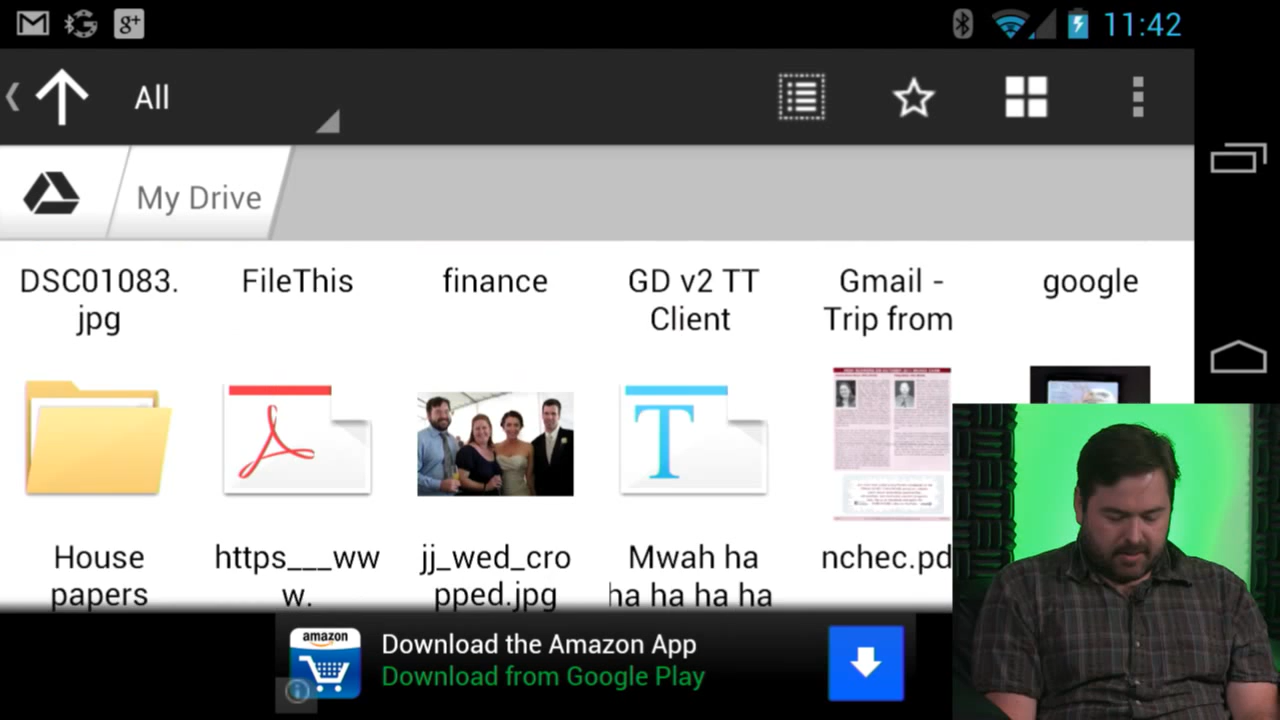 g+
11:42
All
My Drive
DSC01083.
jpg
FileThis
finance
GD v2 TT
Client
Gmail -
Trip from
google
T
House
papers
https___ww
w.
jj_wed_cro
pped.jpg
Mwah ha
ha ha ha ha
nchec.pd
amazon
Download the Amazon App
Download from Google Play